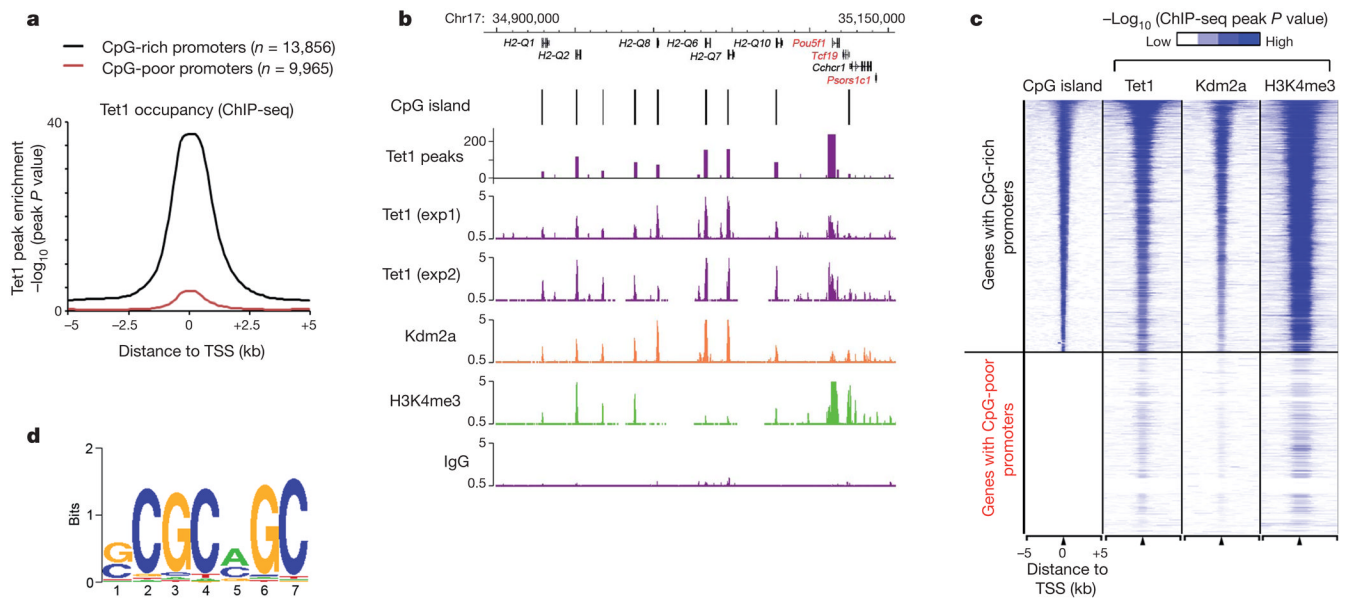 a
CpG-rich promoters (n = 13,856)
CpG-poor promoters (n = 9,965)
Tet1 occupancy (ChIP-seq)
Tet1 peak enrichment
–log10 (peak P value)
40
0
–5 –2.5 0 +2.5 +5
Distance to TSS (kb)
b
Chr17: 34,900,000 35,150,000
H2-Q1 H2-Q8 H2-Q6 H2-Q10 Pou5f1
H2-Q2 H2-Q7 Tcf19
Cchcr1
Psors1c1
CpG island
Tet1 peaks
200
0
Tet1 (exp1)
5
0.5
Tet1 (exp2)
5
0.5
Kdm2a
5
0.5
H3K4me3
5
0.5
IgG
5
0.5
c
–Log10 (ChIP-seq peak P value)
Low High
CpG island Tet1 Kdm2a H3K4me3
Genes with CpG-rich
promoters
Genes with CpG-poor
promoters
–5 0 +5
Distance to
TSS (kb)
d
Bits
2
1
0
G C G C A G C
C C
1 2 3 4 5 6 7